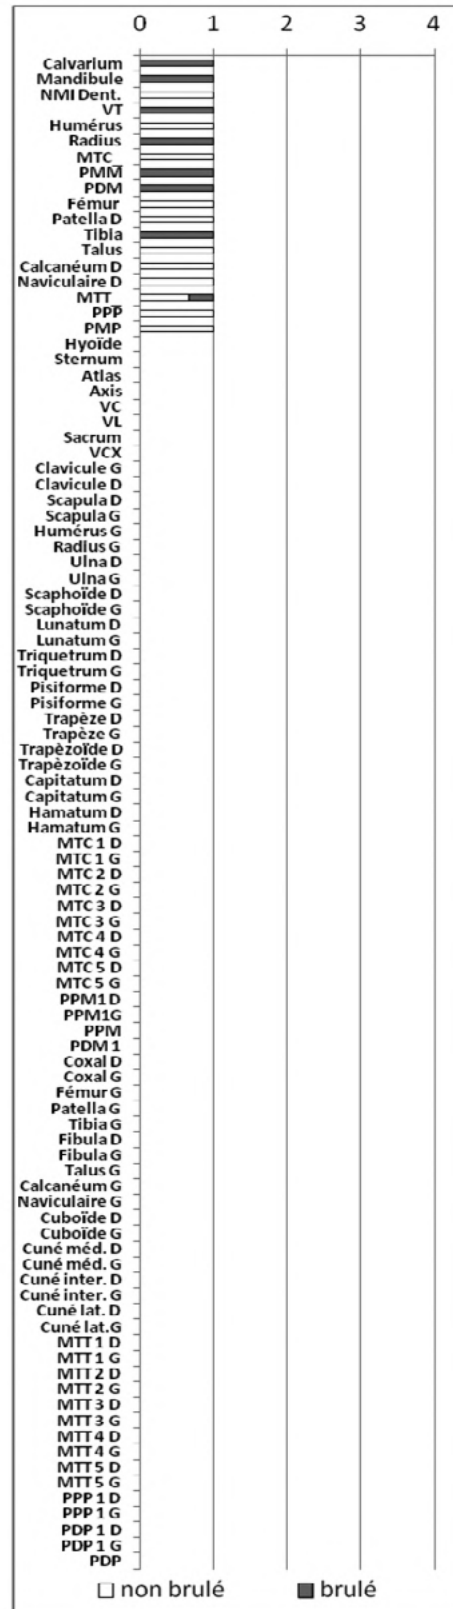 0 1 2 3 4
Calvarium
Mandibule
NMI Dent.
VT
Humérus
Radius
MTC_
PMM
PDM
Fémur
Patella D
Tibia
Talus
Calcanéum D
Naviculaire D
MTT_
PPP
PMP
Hyoïde
Sternum
Atlas
Axis
VC
VL
Sacrum
VCX
Clavicule G
Clavicule D
Scapula D
Scapula G
Humérus G
Radius G
Ulna D
Ulna G
Scaphoïde D
Scaphoïde G
Lunatum D
Lunatum G
Triquetrum D
Triquetrum G
Pisiforme D
Pisiforme G
Trapèze D
Trapèze G
Trapèzoïde D
Trapèzoïde G
Capitatum D
Capitatum G
Hamatum D
Hamatum G
MTC 1 D
MTC 1 G
MTC 2 D
MTC 2 G
MTC 3 D
MTC 3 G
MTC 4 D
MTC 4 G
MTC 5 D
MTC 5 G
PPM1 D
PPM1G
PPM
PDM 1
Coxal D
Coxal G
Fémur G
Patella G
Tibia G
Fibula D
Fibula G
Talus G
Calcanéum G
Naviculaire G
Cuboïde D
Cuboïde G
Cuné méd. D
Cuné méd. G
Cuné inter. D
Cuné inter. G
Cuné lat. D
Cuné lat.G
MTT 1 D
MTT 1 G
MTT 2 D
MTT 2 G
MTT 3 D
MTT 3 G
MTT 4 D
MTT 4 G
MTT 5 D
MTT 5 G
PPP 1 D
PPP 1 G
PDP 1 D
PDP 1 G
PDP
non brulé brulé